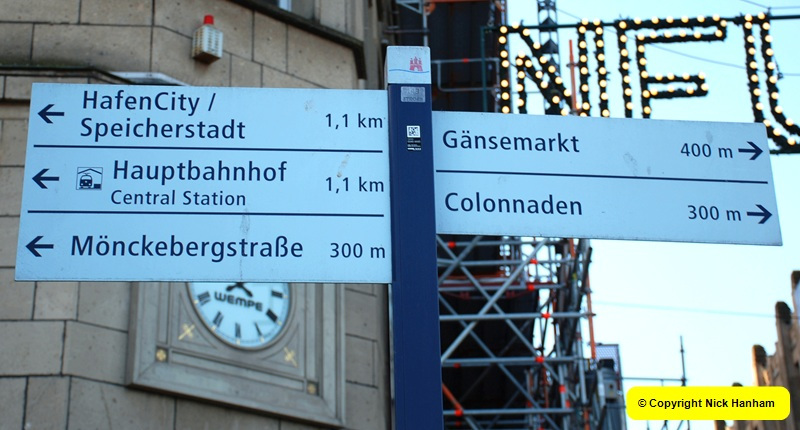 HafenCity /
Speicherstadt 1,1 km
Hauptbahnhof
Central Station 1,1 km
Mönckebergstraße 300 m
Gänsemarkt 400 m
Colonnaden 300 m
WEMPE
© Copyright Nick Hanham